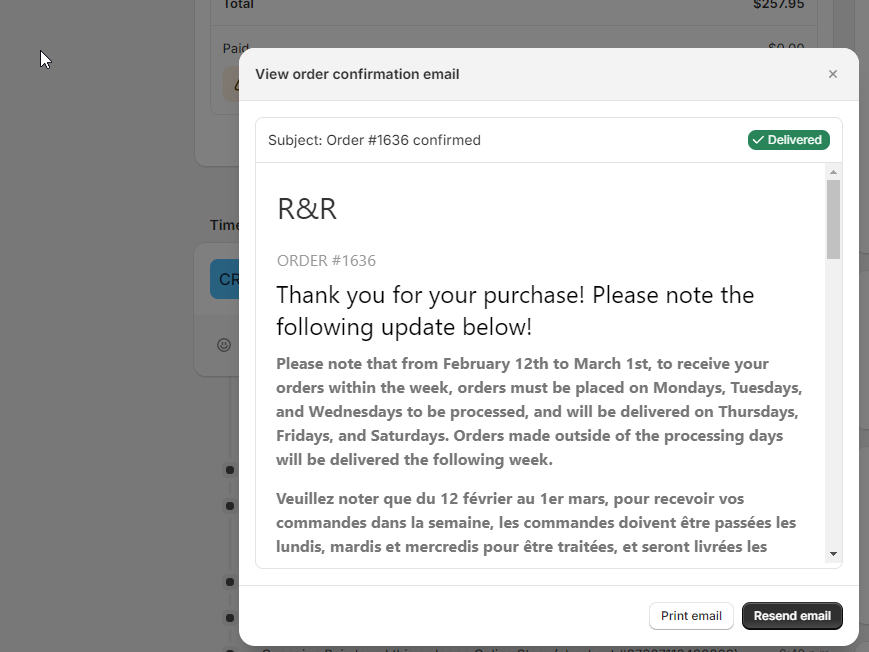 Total
$257.95
Paid
$0.00
View order confirmation email
Subject: Order #1636 confirmed
Delivered
R&R
ORDER #1636
Thank you for your purchase! Please note the
following update below!
Please note that from February 12th to March 1st, to receive your
orders within the week, orders must be placed on Mondays, Tuesdays,
and Wednesdays to be processed, and will be delivered on Thursdays,
Fridays, and Saturdays. Orders made outside of the processing days
will be delivered the following week.
Veuillez noter que du 12 février au 1er mars, pour recevoir vos
commandes dans la semaine, les commandes doivent être passées les
lundis, mardis et mercredis pour être traitées, et seront livrées les
Time
CR
Print email
Resend email